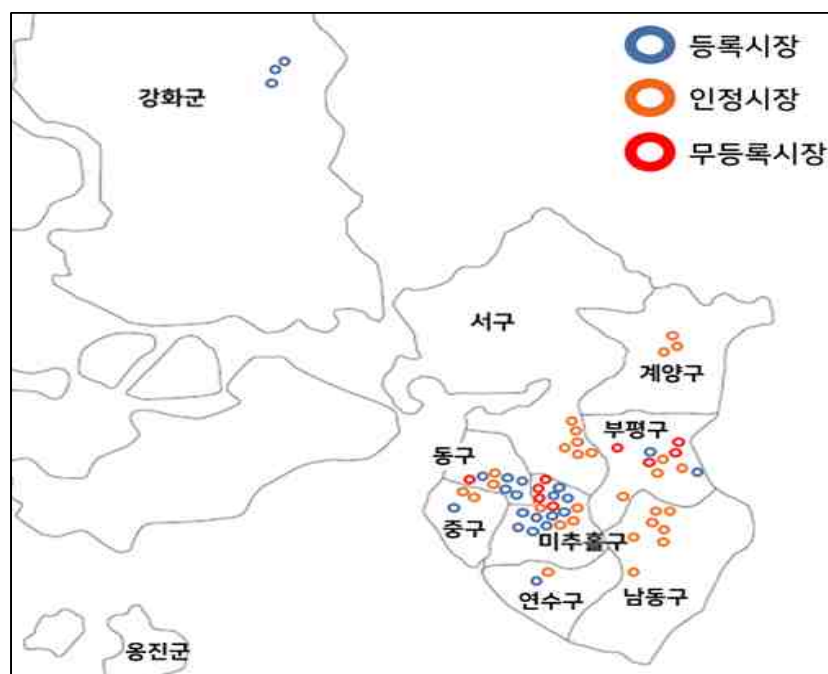 등록시장
인정시장
무등록시장
강화군
서구
계양구
부평구
동구
중구
미추홀구
연수구
남동구
옹진군